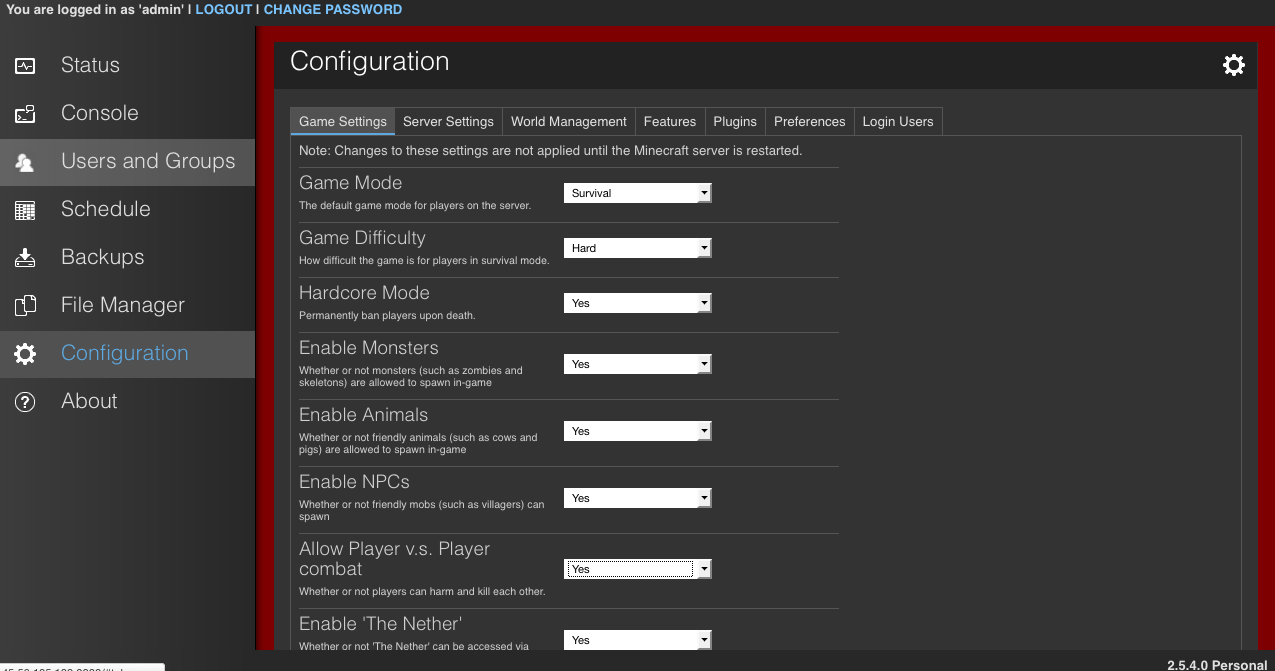 You are logged in as 'admin' | LOGOUT | CHANGE PASSWORD
Status
Console
Users and Groups
Schedule
Backups
File Manager
Configuration
About
Configuration
Game Settings Server Settings World Management Features Plugins Preferences Login Users
Note: Changes to these settings are not applied until the Minecraft server is restarted.
Game Mode
The default game mode for players on the server.
Survival
Game Difficulty
How difficult the game is for players in survival mode.
Hard
Hardcore Mode
Permanently ban players upon death.
Yes
Enable Monsters
Whether or not monsters (such as zombies and
skeletons) are allowed to spawn in-game
Yes
Enable Animals
Whether or not friendly animals (such as cows and
pigs) are allowed to spawn in-game
Yes
Enable NPCs
Whether or not friendly mobs (such as villagers) can
spawn
Yes
Allow Player v.s. Player
combat
Whether or not players can harm and kill each other.
Yes
Enable 'The Nether'
Whether or not 'The Nether' can be accessed via
Yes
2.5.4.0 Personal